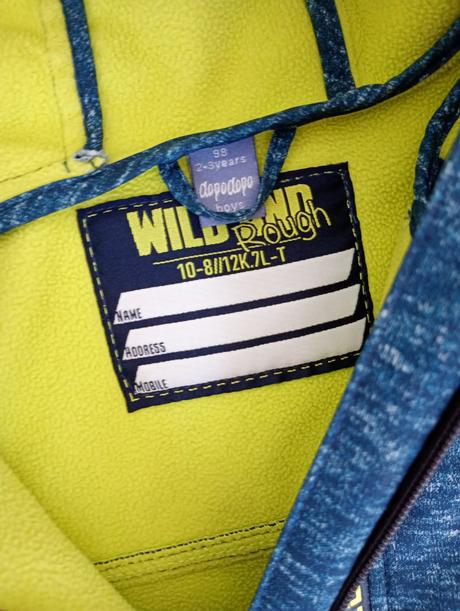 98
2-3years
dopodopo
boys
WILD AND
Rough
10-8//12K.7L-T
NAME
ADDRESS
MOBILE